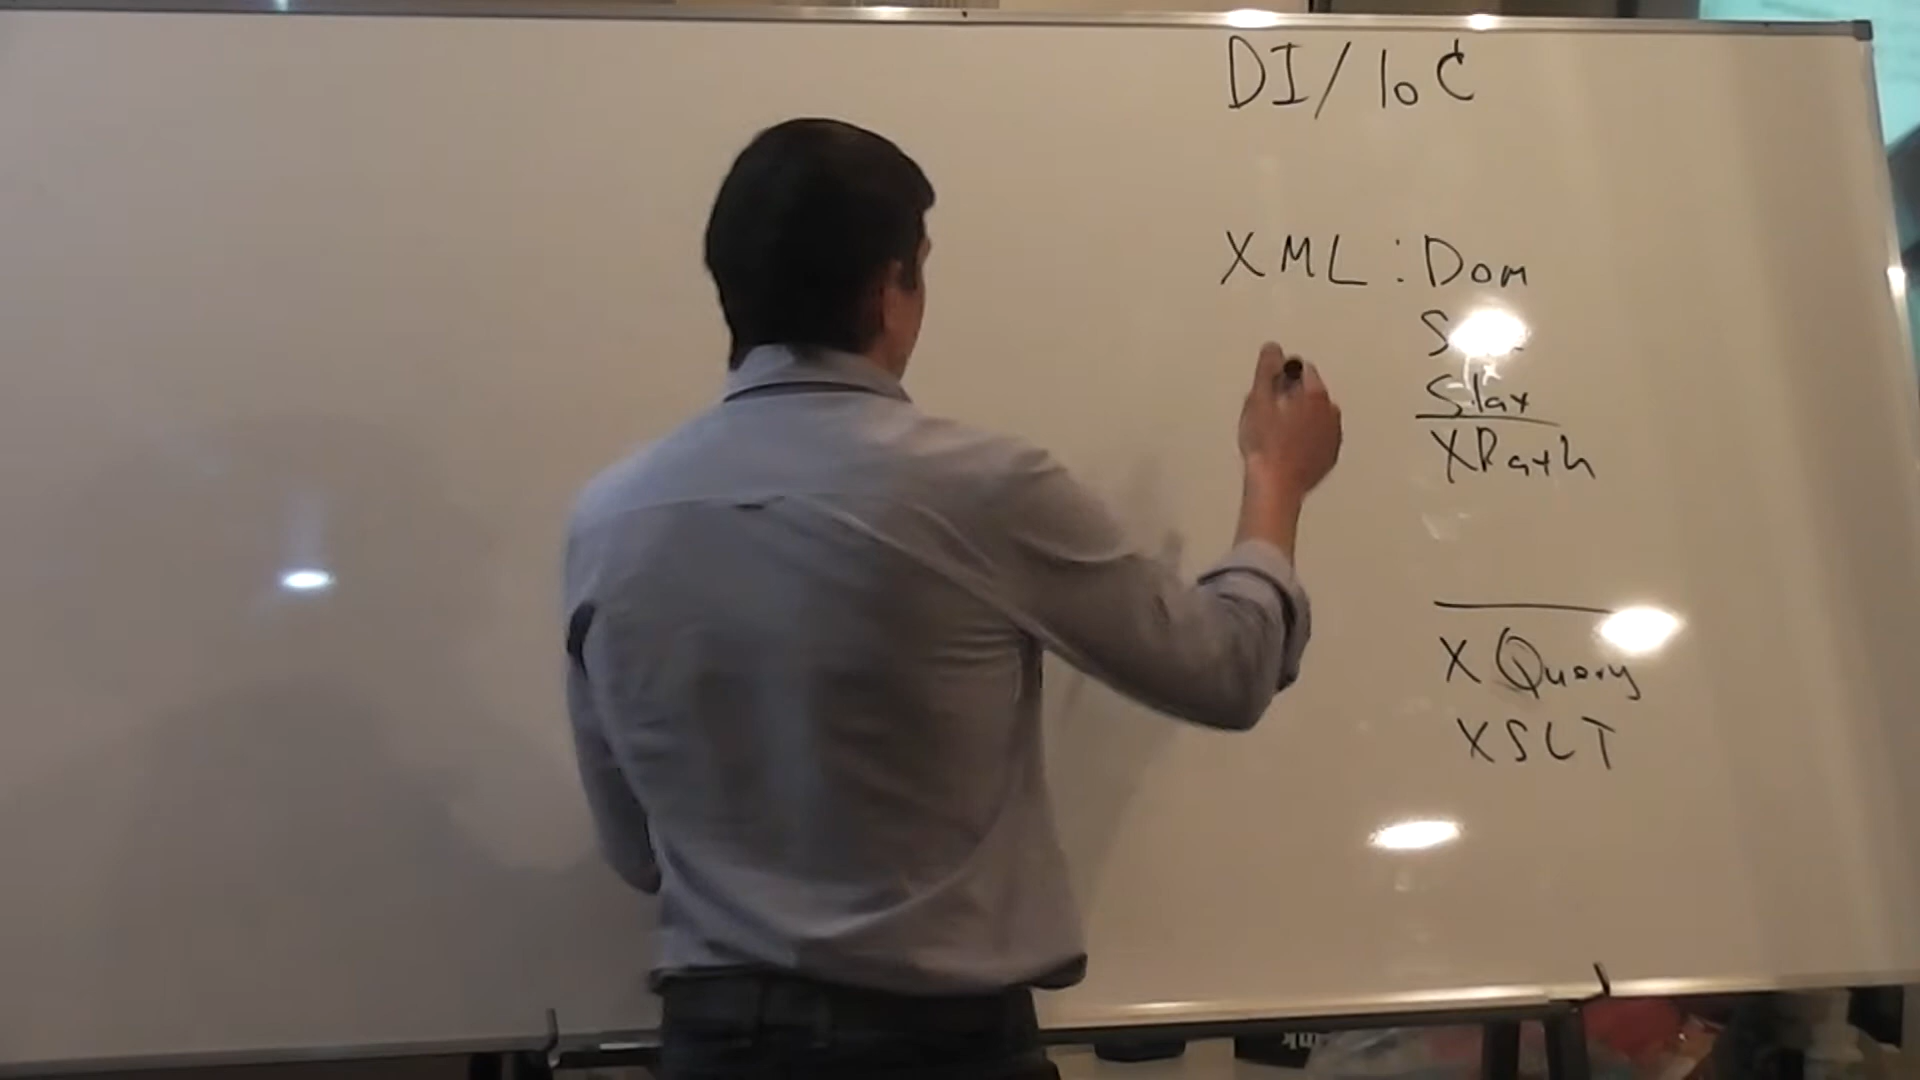 DI/IoC
XML : Dom
Stax
XPath
XQuery
XSLT